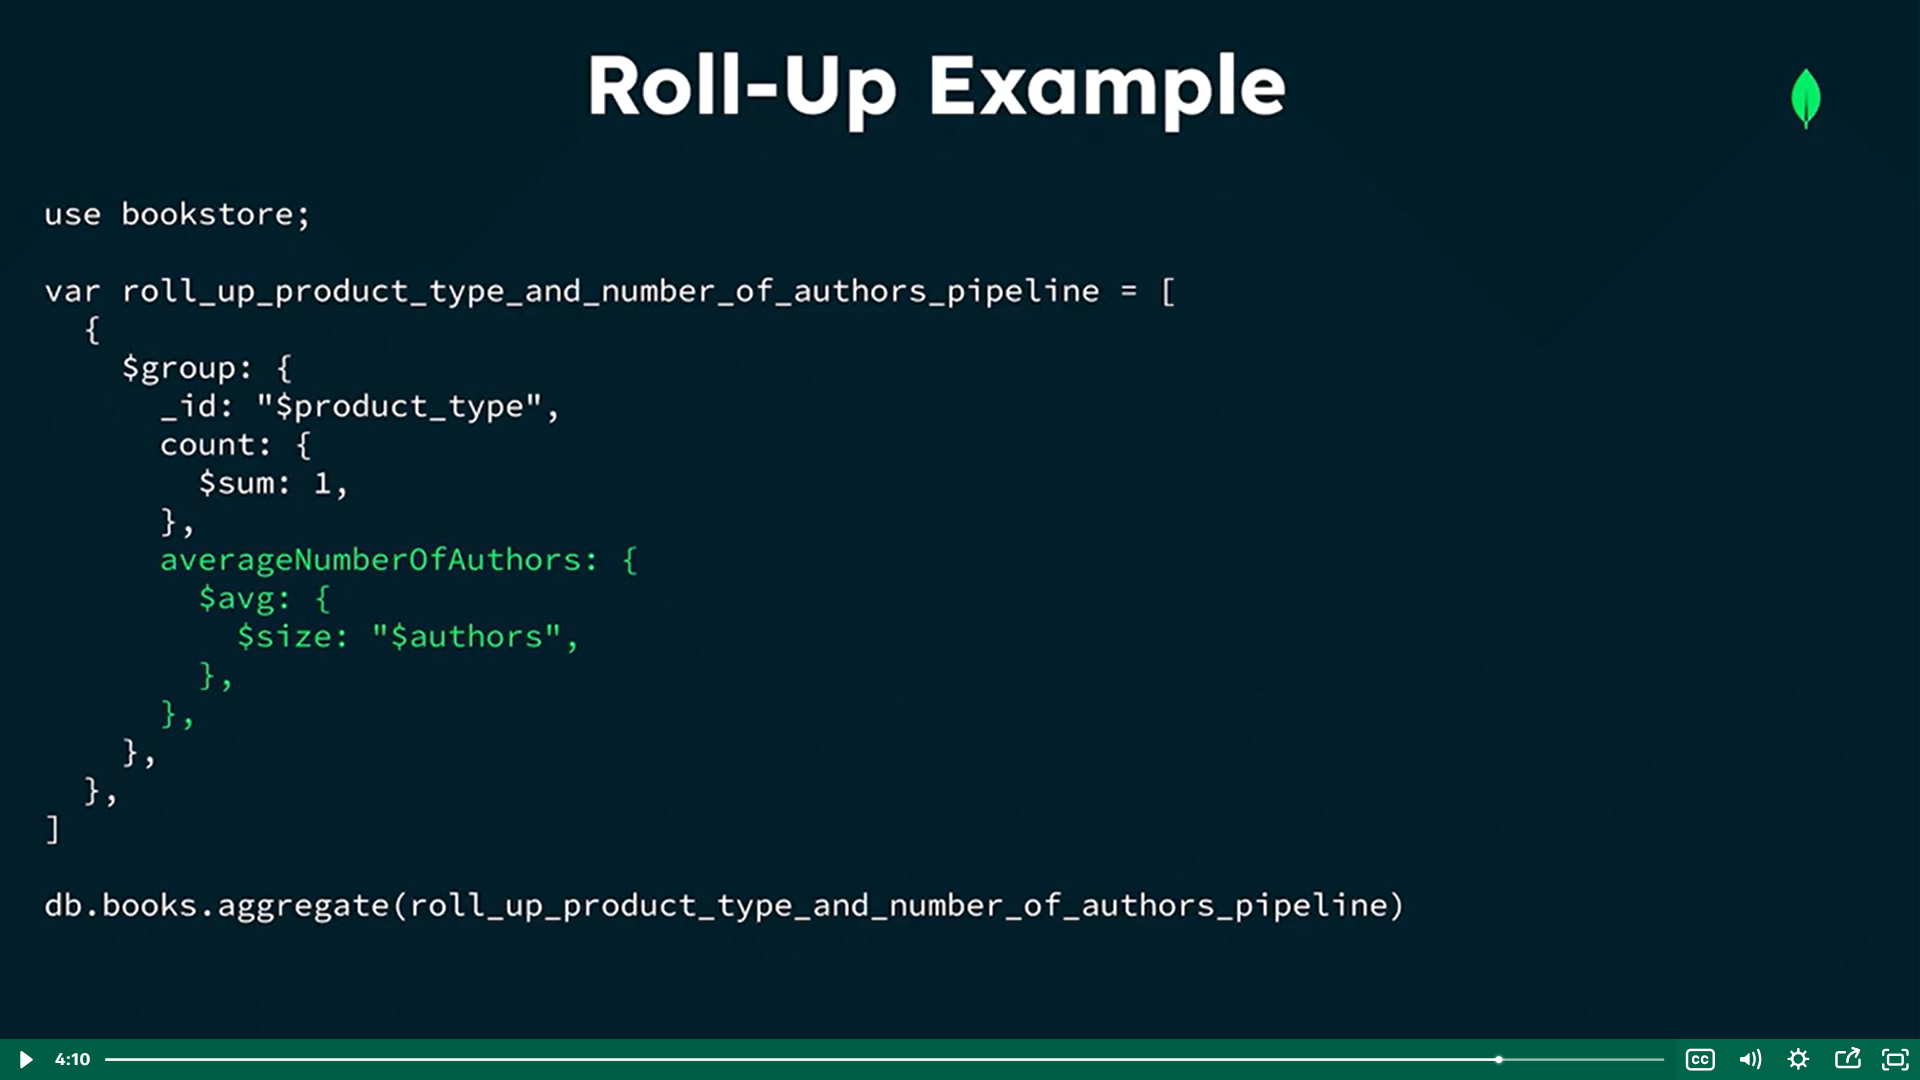 Roll-Up Example
use bookstore;
var roll_up_product_type_and_number_of_authors_pipeline = [
{
$group: {
_id: "$product_type",
count: {
$sum: 1,
},
averageNumberOfAuthors: {
$avg: {
$size: "$authors",
},
},
},
},
]
db.books.aggregate(roll_up_product_type_and_number_of_authors_pipeline)
4:10
CC